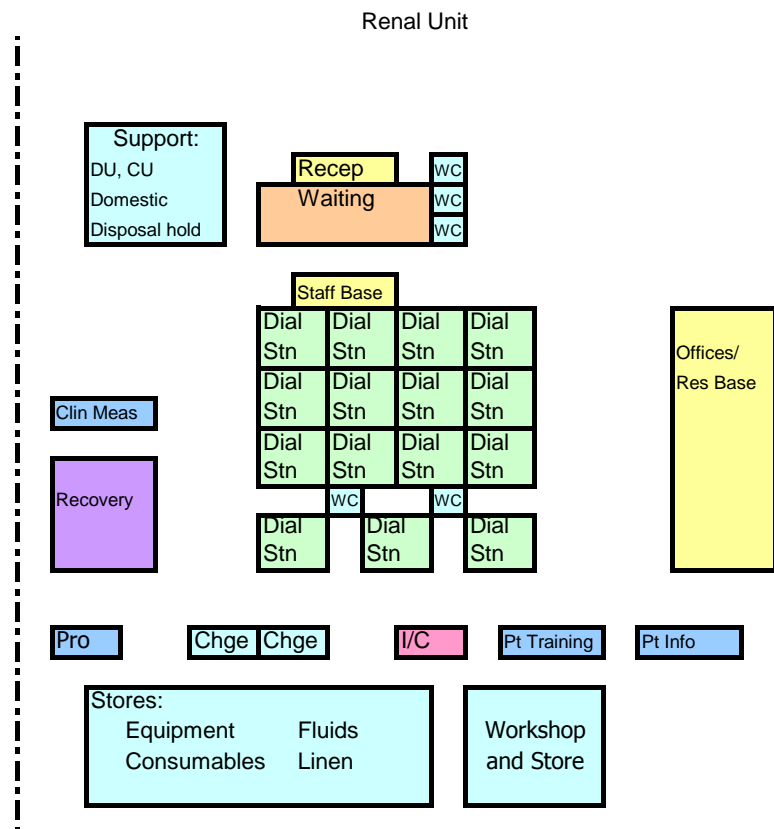 Renal Unit
Support:
DU, CU
Domestic
Disposal hold
Recep
WC
Waiting
WC
WC
Staff Base
Dial Stn
Dial Stn
Dial Stn
Dial Stn
Offices/
Res Base
Dial Stn
Dial Stn
Dial Stn
Dial Stn
Clin Meas
Dial Stn
Dial Stn
Dial Stn
Dial Stn
Recovery
WC
WC
Dial Stn
Dial Stn
Dial Stn
Pro
Chge
Chge
I/C
Pt Training
Pt Info
Stores:
Equipment Fluids
Consumables Linen
Workshop
and Store